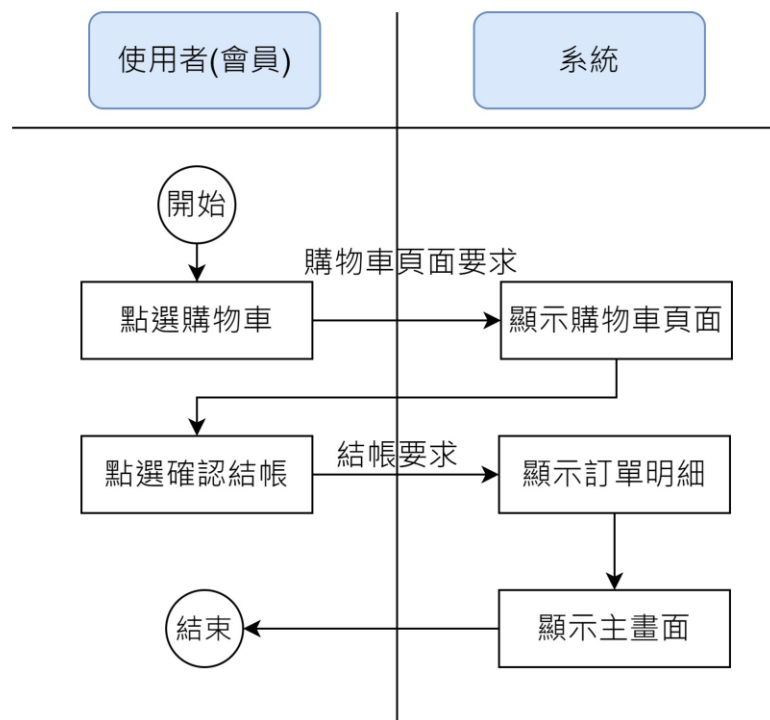 使用者(會員)
系統
開始
購物車頁面要求
點選購物車
顯示購物車頁面
點選確認結帳
結帳要求
顯示訂單明細
結束
顯示主畫面